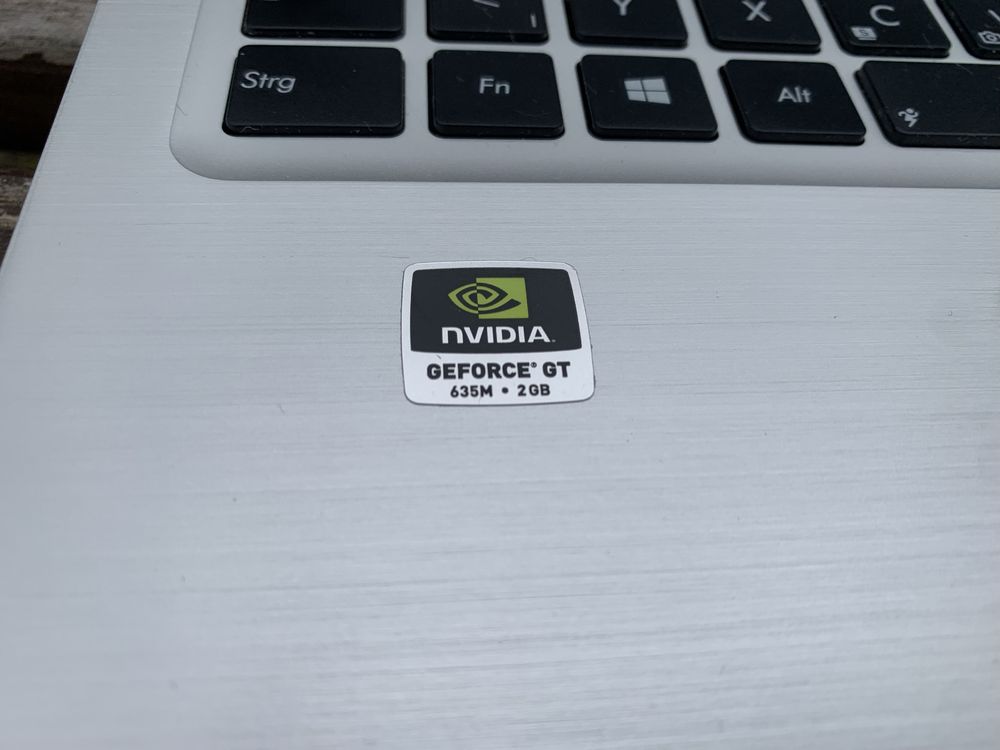 Y X C
S
Strg Fn Alt
NVIDIA.
GEFORCE® GT
635M • 2GB